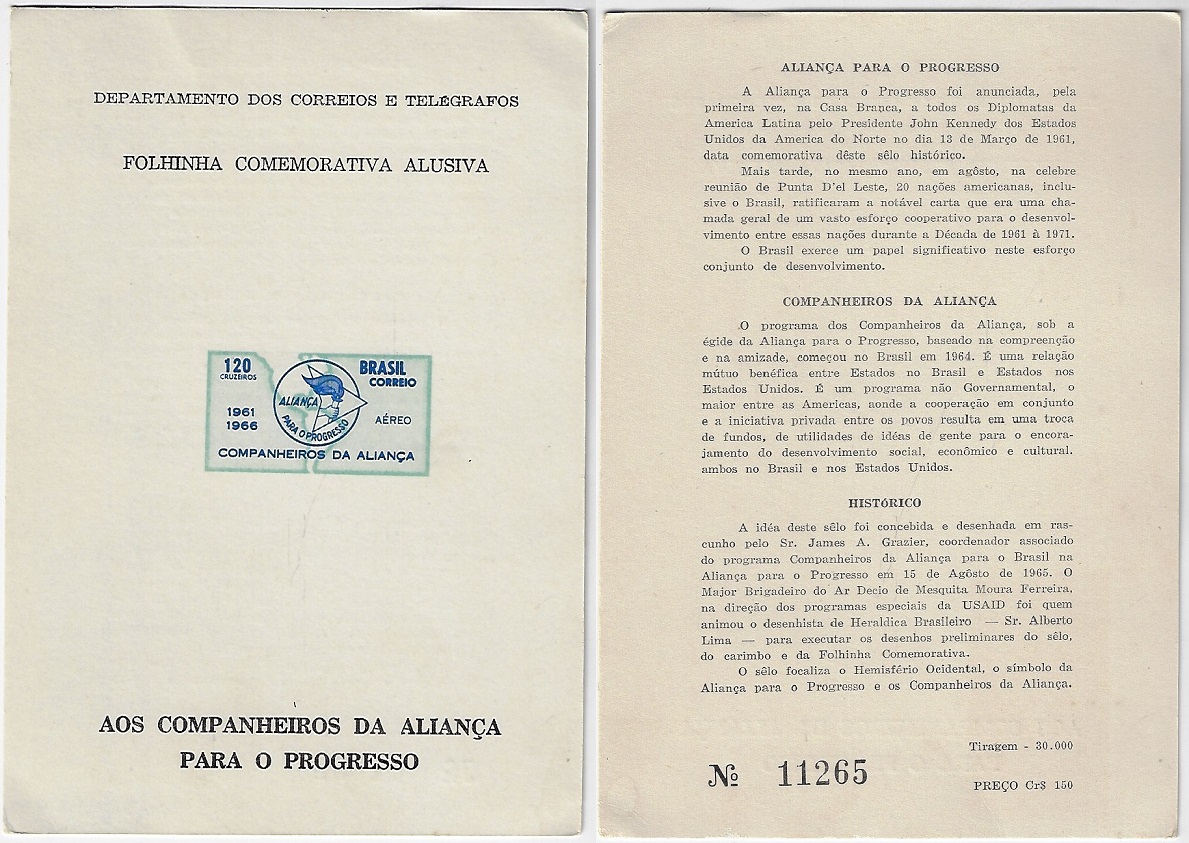 DEPARTAMENTO DOS CORREIOS E TELÉGRAFOS
FOLHINHA COMEMORATIVA ALUSIVA
120
CRUZEIROS
BRASIL
CORREIO
1961
1966
ALIANÇA
PARA O PROGRESSO
AÉREO
COMPANHEIROS DA ALIANÇA
AOS COMPANHEIROS DA ALIANÇA
PARA O PROGRESSO
ALIANÇA PARA O PROGRESSO
A Aliança para o Progresso foi anunciada, pela
primeira vez, na Casa Branca, a todos os Diplomatas da
America Latina pelo Presidente John Kennedy dos Estados
Unidos da America do Norte no dia 13 de Março de 1961,
data comemorativa dêste sêlo histórico.
Mais tarde, no mesmo ano, em agôsto, na celebre
reunião de Punta D'el Leste, 20 nações americanas, inclu-
sive o Brasil, ratificaram a notável carta que era uma cha-
mada geral de um vasto esforço cooperativo para o desenvol-
vimento entre essas nações durante a Década de 1961 à 1971.
O Brasil exerce um papel significativo neste esforço
conjunto de desenvolvimento.
COMPANHEIROS DA ALIANÇA
O programa dos Companheiros da Aliança, sob a
égide da Aliança para o Progresso, baseado na compreenção
e na amizade, começou no Brasil em 1964. É uma relação
mútuo benéfica entre Estados no Brasil e Estados nos
Estados Unidos. É um programa não Governamental, o
maior entre as Americas, aonde a cooperação em conjunto
e a iniciativa privada entre os povos resulta em uma troca
de fundos, de utilidades de idéas de gente para o encora-
jamento do desenvolvimento social, econômico e cultural.
ambos no Brasil e nos Estados Unidos.
HISTÓRICO
A idéa deste sêlo foi concebida e desenhada em ras-
cunho pelo Sr. James A. Grazier, coordenador associado
do programa Companheiros da Aliança para o Brasil na
Aliança para o Progresso em 15 de Agôsto de 1965. O
Major Brigadeiro do Ar Decio de Mesquita Moura Ferreira,
na direção dos programas especiais da USAID foi quem
animou o desenhista de Heraldica Brasileiro — Sr. Alberto
Lima — para executar os desenhos preliminares do sêlo,
do carimbo e da Folhinha Comemorativa.
O sêlo focaliza o Hemisfério Ocidental, o símbolo da
Aliança para o Progresso e os Companheiros da Aliança.
Tiragem - 30.000
Nº 11265
PREÇO Cr$ 150